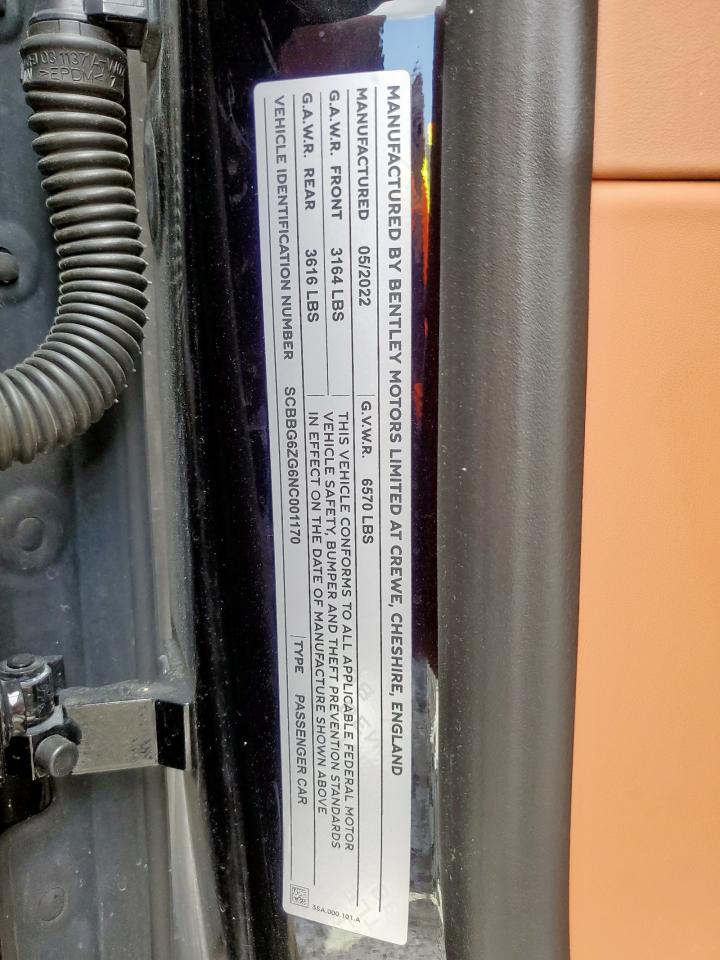 MANUFACTURED BY BENTLEY MOTORS LIMITED AT CREWE, CHESHIRE, ENGLAND
MANUFACTURED 05/2022 G.V.W.R. 6570 LBS
G.A.W.R. FRONT 3164 LBS
G.A.W.R. REAR 3616 LBS
THIS VEHICLE CONFORMS TO ALL APPLICABLE FEDERAL MOTOR
VEHICLE SAFETY, BUMPER AND THEFT PREVENTION STANDARDS
IN EFFECT ON THE DATE OF MANUFACTURE SHOWN ABOVE
VEHICLE IDENTIFICATION NUMBER SCBBG6ZG6NC001170 TYPE PASSENGER CAR
3SA.000.101.A
>EPDM<